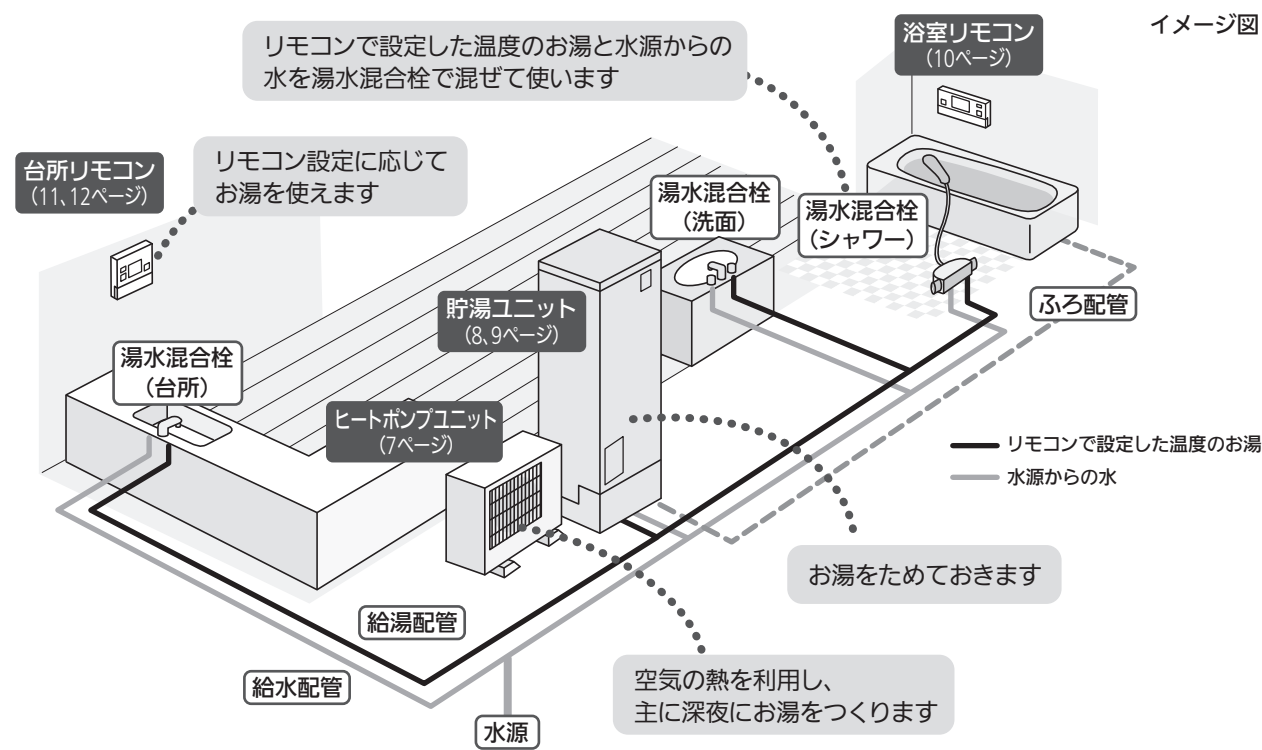 イメージ図
リモコンで設定した温度のお湯と水源からの
水を湯水混合栓で混ぜて使います
浴室リモコン
(10ページ)
台所リモコン
(11、12ページ)
リモコン設定に応じて
お湯を使えます
湯水混合栓
(洗面)
湯水混合栓
(シャワー)
貯湯ユニット
(8、9ページ)
ふろ配管
湯水混合栓
(台所)
ヒートポンプユニット
(7ページ)
リモコンで設定した温度のお湯
水源からの水
お湯をためておきます
給湯配管
給水配管
空気の熱を利用し、
主に深夜にお湯をつくります
水源